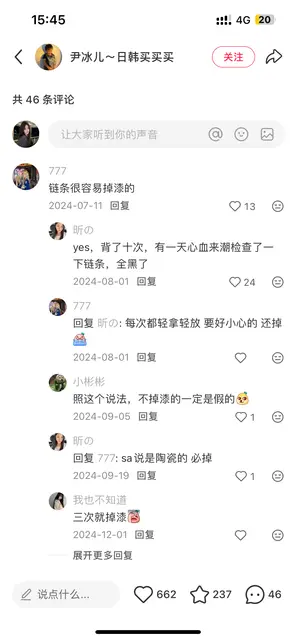 15:45
4G 20
尹冰儿～日韩买买买
关注
共 46 条评论
让大家听到你的声音
777
链条很容易掉漆的
2024-07-11 回复 13
昕の
yes，背了十次，有一天心血来潮检查了一
下链条，全黑了
2024-08-01 回复 24
777
回复 昕の: 每次都轻拿轻放 要好小心的 还掉
2024-08-01 回复
小彬彬
照这个说法，不掉漆的一定是假的
2024-09-05 回复 1
昕の
回复 777: sa说是陶瓷的 必掉
2024-09-19 回复 1
我也不知道
三次就掉漆
2024-12-01 回复
展开更多回复
说点什么...
662
237
46